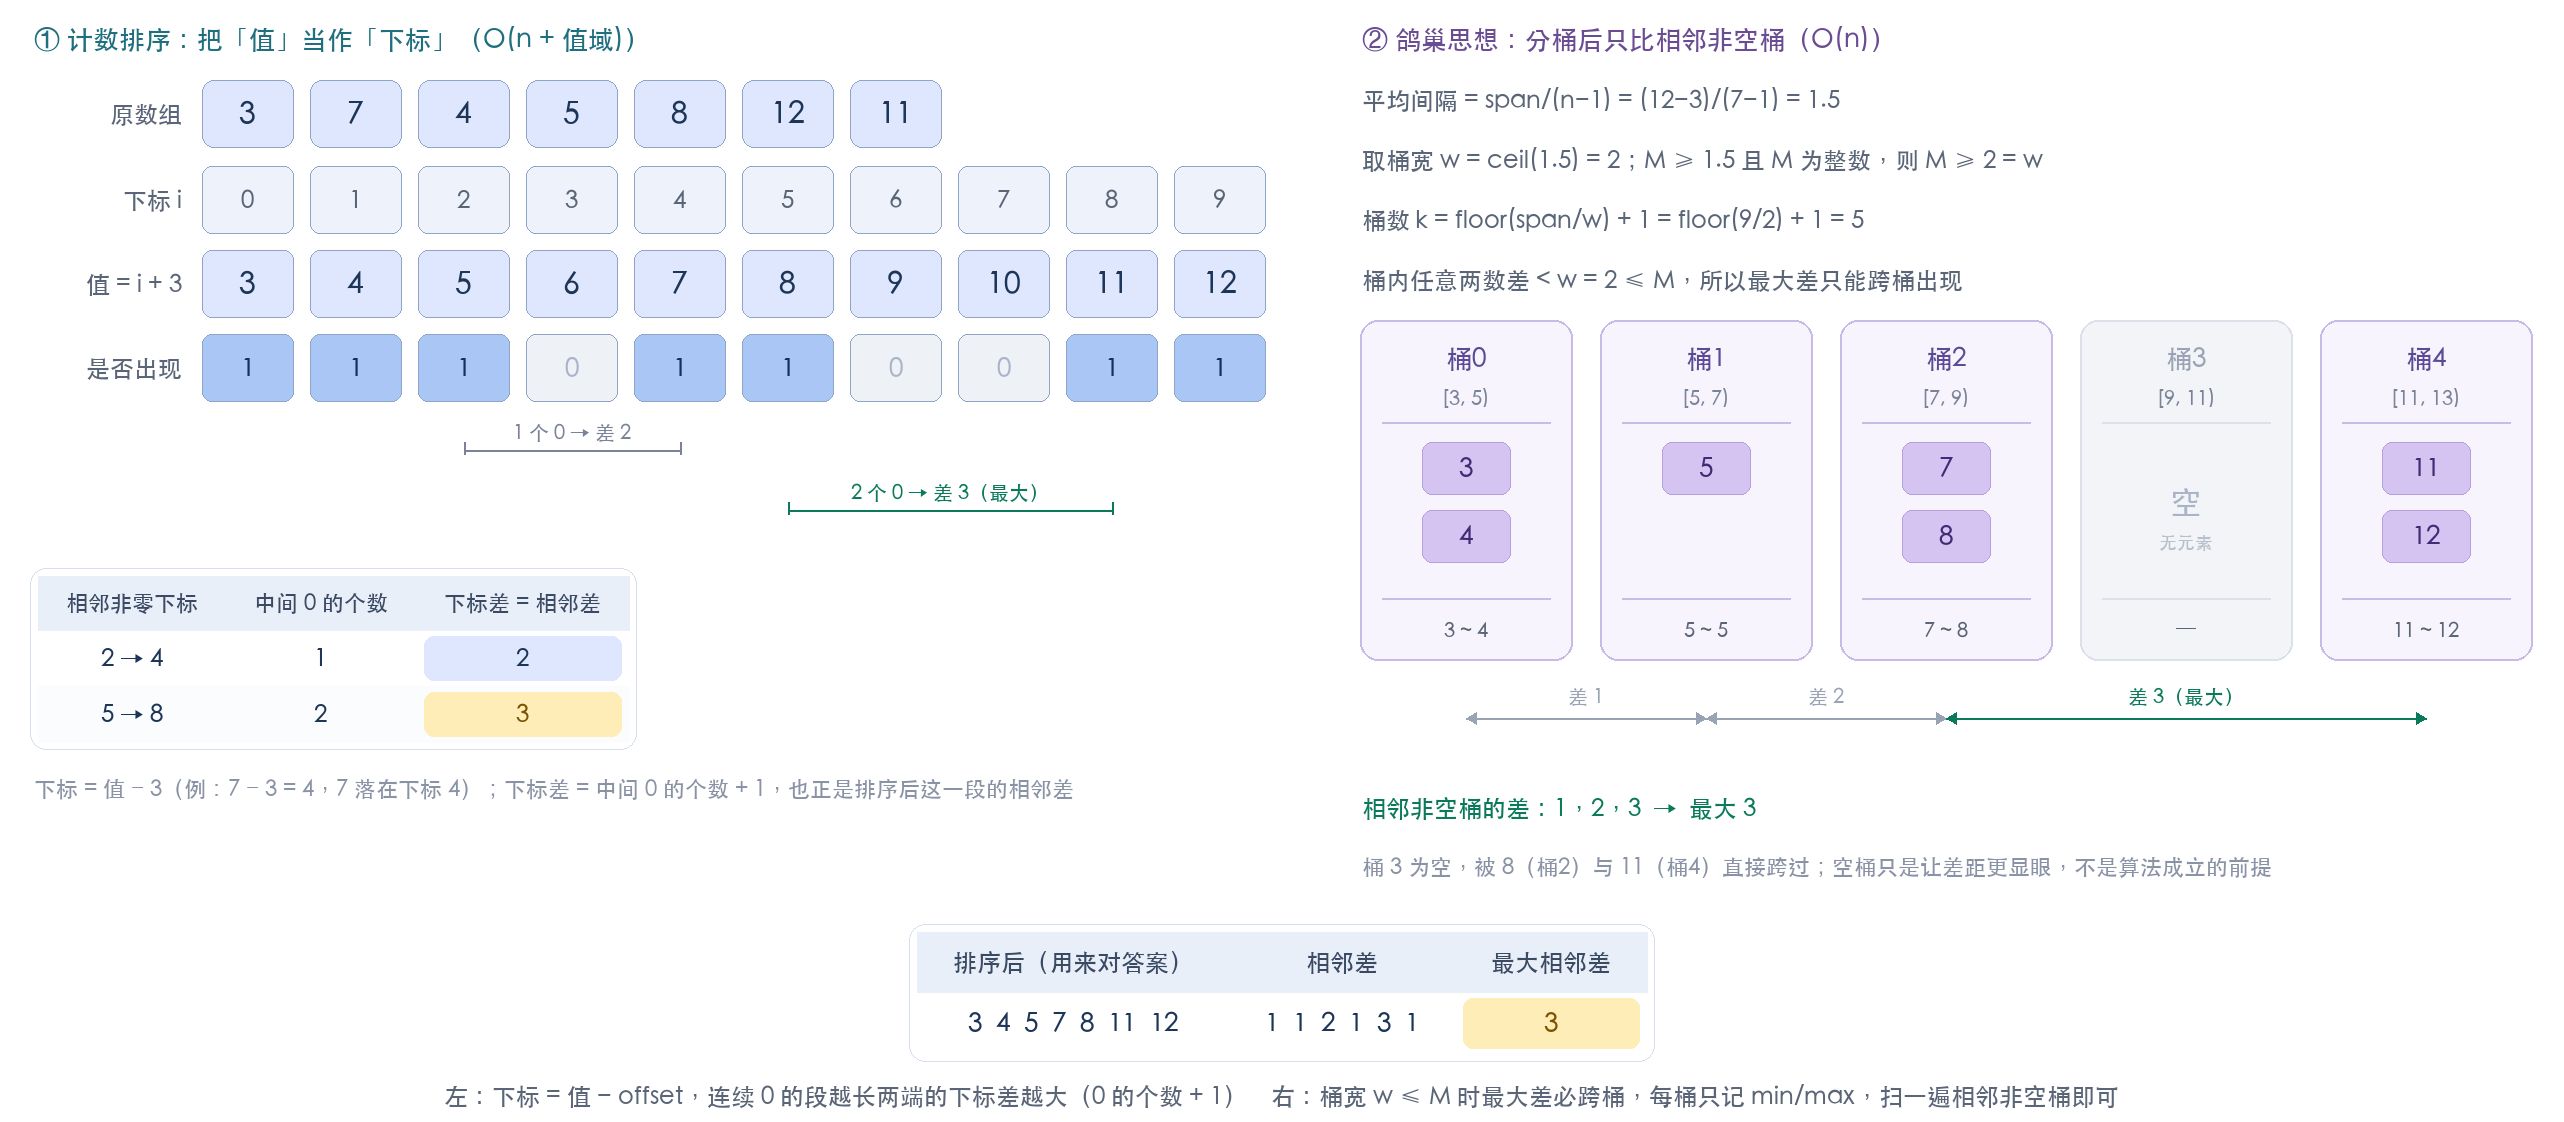 ① 计数排序：把「值」当作「下标」（O(n + 值域)）
原数组 3 7 4 5 8 12 11
下标 i 0 1 2 3 4 5 6 7 8 9
值 = i + 3 3 4 5 6 7 8 9 10 11 12
是否出现 1 1 1 0 1 1 0 0 1 1
1 个 0 → 差 2
2 个 0 → 差 3（最大）
相邻非零下标 中间 0 的个数 下标差 = 相邻差
2 → 4 1 2
5 → 8 2 3
下标 = 值 − 3（例：7 − 3 = 4，7 落在下标 4）；下标差 = 中间 0 的个数 + 1，也正是排序后这一段的相邻差
② 鸽巢思想：分桶后只比相邻非空桶（O(n)）
平均间隔 = span/(n−1) = (12−3)/(7−1) = 1.5
取桶宽 w = ceil(1.5) = 2；M ⩾ 1.5 且 M 为整数，则 M ⩾ 2 = w
桶数 k = floor(span/w) + 1 = floor(9/2) + 1 = 5
桶内任意两数差 < w = 2 ⩽ M，所以最大差只能跨桶出现
桶0 桶1 桶2 桶3 桶4
[3, 5) [5, 7) [7, 9) [9, 11) [11, 13)
3 5 7 11
空
4 8 12
无元素
3 ~ 4 5 ~ 5 7 ~ 8 — 11 ~ 12
差 1 差 2 差 3（最大）
相邻非空桶的差：1，2，3 → 最大 3
桶 3 为空，被 8（桶2）与 11（桶4）直接跨过；空桶只是让差距更显眼，不是算法成立的前提
排序后（用来对答案） 相邻差 最大相邻差
3 4 5 7 8 11 12 1 1 2 1 3 1 3
左：下标 = 值 − offset，连续 0 的段越长两端的下标差越大（0 的个数 + 1） 右：桶宽 w ⩽ M 时最大差必跨桶，每桶只记 min/max，扫一遍相邻非空桶即可